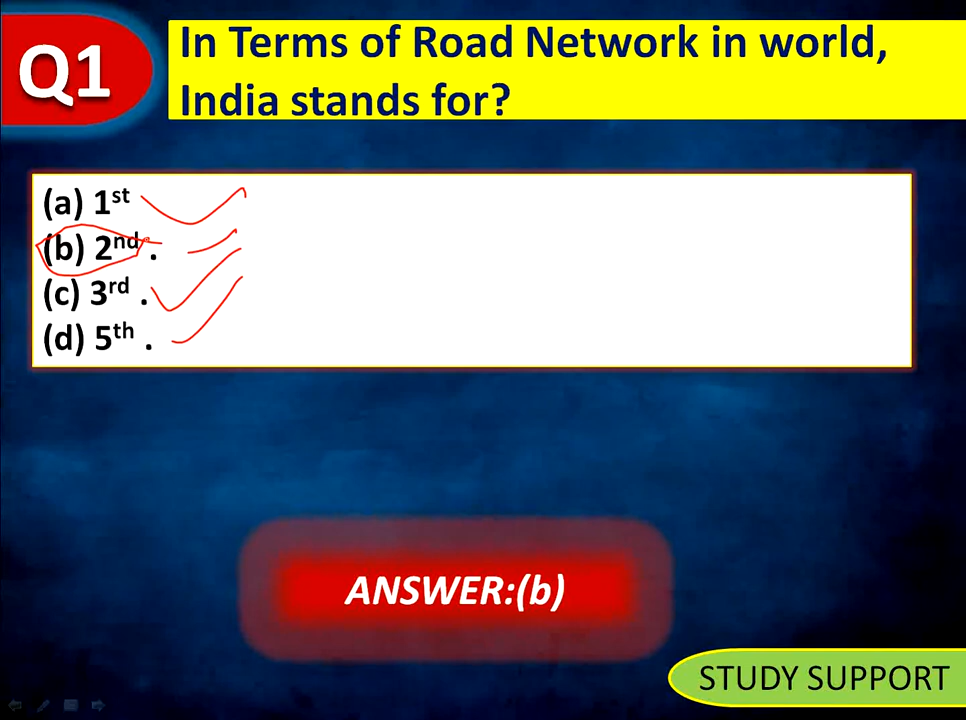 Q1
In Terms of Road Network in world,
India stands for?
(a) 1st
(b) 2nd .
(c) 3rd .
(d) 5th .
ANSWER:(b)
STUDY SUPPORT